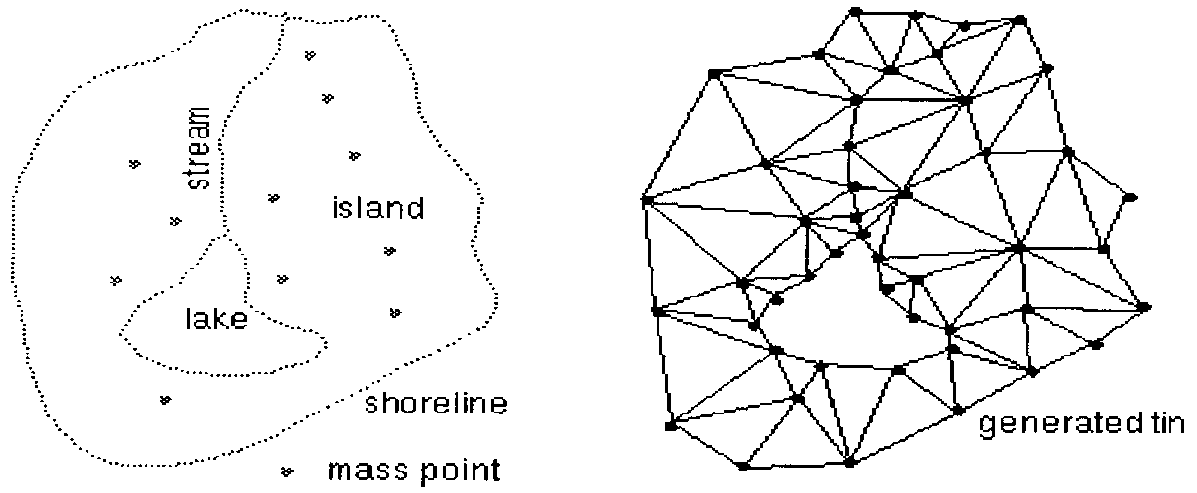 stream
island
lake
shoreline
mass point
generated tin